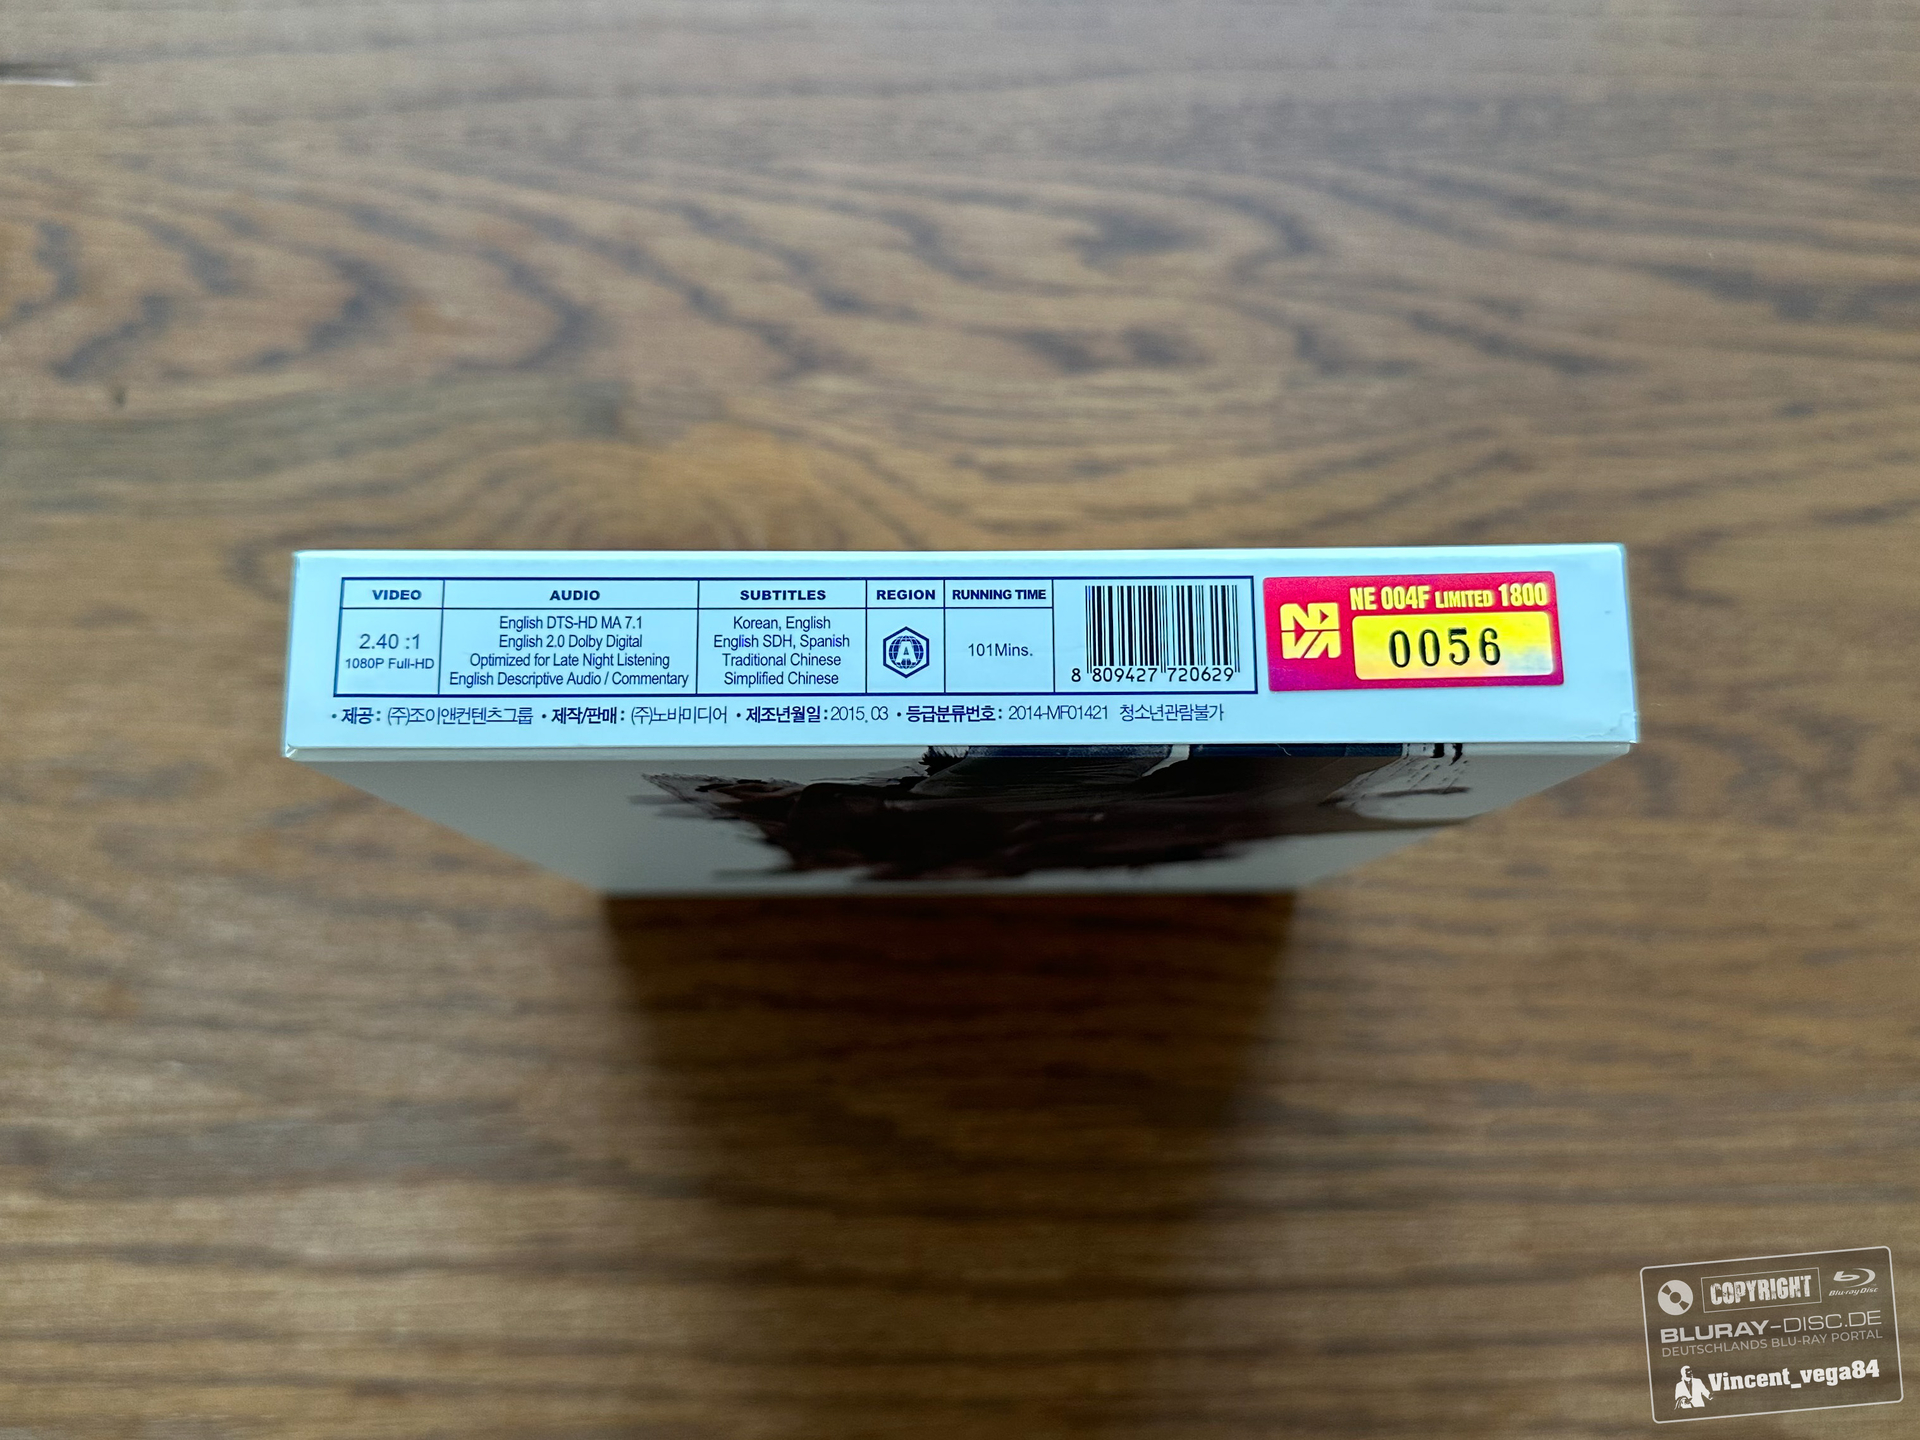 VIDEO
2.40 :1
1080P Full-HD
AUDIO
English DTS-HD MA 7.1
English 2.0 Dolby Digital
Optimized for Late Night Listening
English Descriptive Audio / Commentary
SUBTITLES
Korean, English
English SDH, Spanish
Traditional Chinese
Simplified Chinese
REGION
A
RUNNING TIME
101Mins.
8 809427 720629
NOVA
NE 004F LIMITED 1800
0056
• 제공 : (주)조이앤컨텐츠그룹 • 제작/판매 : (주)노바미디어 • 제조년월일 : 2015. 03 • 등급분류번호 : 2014-MF01421 청소년관람불가
COPYRIGHT
Blu-ray Disc
BLURAY-DISC.DE
DEUTSCHLANDS BLU-RAY PORTAL
Vincent_vega84